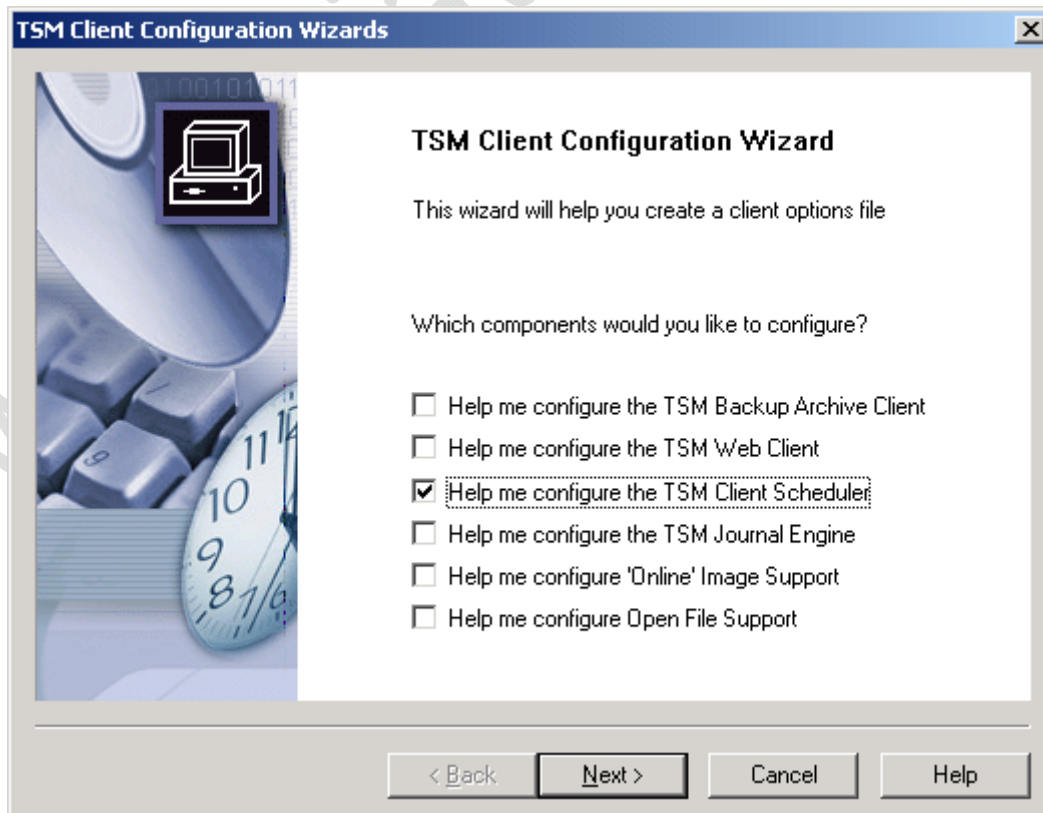 TSM Client Configuration Wizards
TSM Client Configuration Wizard
This wizard will help you create a client options file
Which components would you like to configure?
Help me configure the TSM Backup Archive Client
Help me configure the TSM Web Client
Help me configure the TSM Client Scheduler
Help me configure the TSM Journal Engine
Help me configure 'Online' Image Support
Help me configure Open File Support
< Back
Next >
Cancel
Help